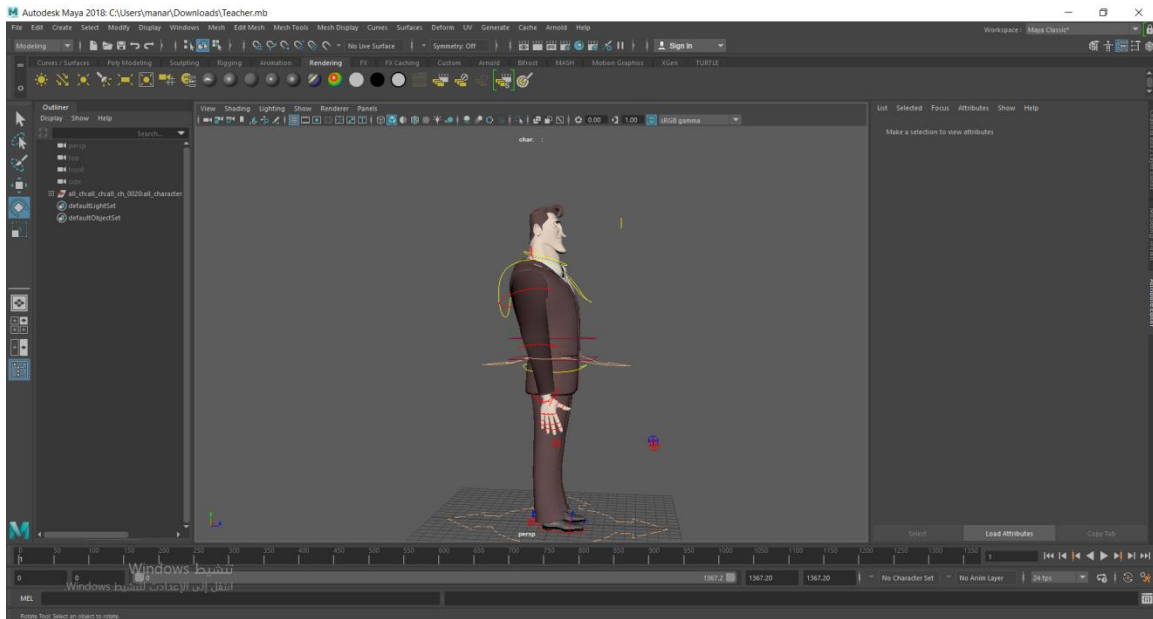 Autodesk Maya 2018: C:\Users\manar\Downloads\Teacher.mb
File Edit Create Select Modify Display Windows Mesh Edit Mesh Mesh Tools Mesh Display Curves Surfaces Deform UV Generate Cache Arnold Help
Workspace: Maya Classic*
Modeling No Live Surface Symmetry: Off Sign In
Curves / Surfaces Poly Modeling Sculpting Rigging Animation Rendering FX FX Caching Custom Arnold Bifrost MASH Motion Graphics XGen TURTLE
Outliner
Display Show Help
Search...
persp
top
front
side
all_ch:all_ch:all_ch_0020:all_character
defaultLightSet
defaultObjectSet
View Shading Lighting Show Renderer Panels
0.00 1.00 sRGB gamma
char: :
persp
List Selected Focus Attributes Show Help
Make a selection to view attributes
Select Load Attributes Copy Tab
0 50 100 150 200 250 300 350 400 450 500 550 600 650 700 750 800 850 900 950 1000 1050 1100 1150 1200 1250 1300 1350
1
0 0 0 1367.2 1367.20 1367.20 No Character Set No Anim Layer 24 fps
تنشيط Windows
انتقل إلى الإعدادات لتنشيط Windows.
MEL
Rotate Tool: Select an object to rotate.